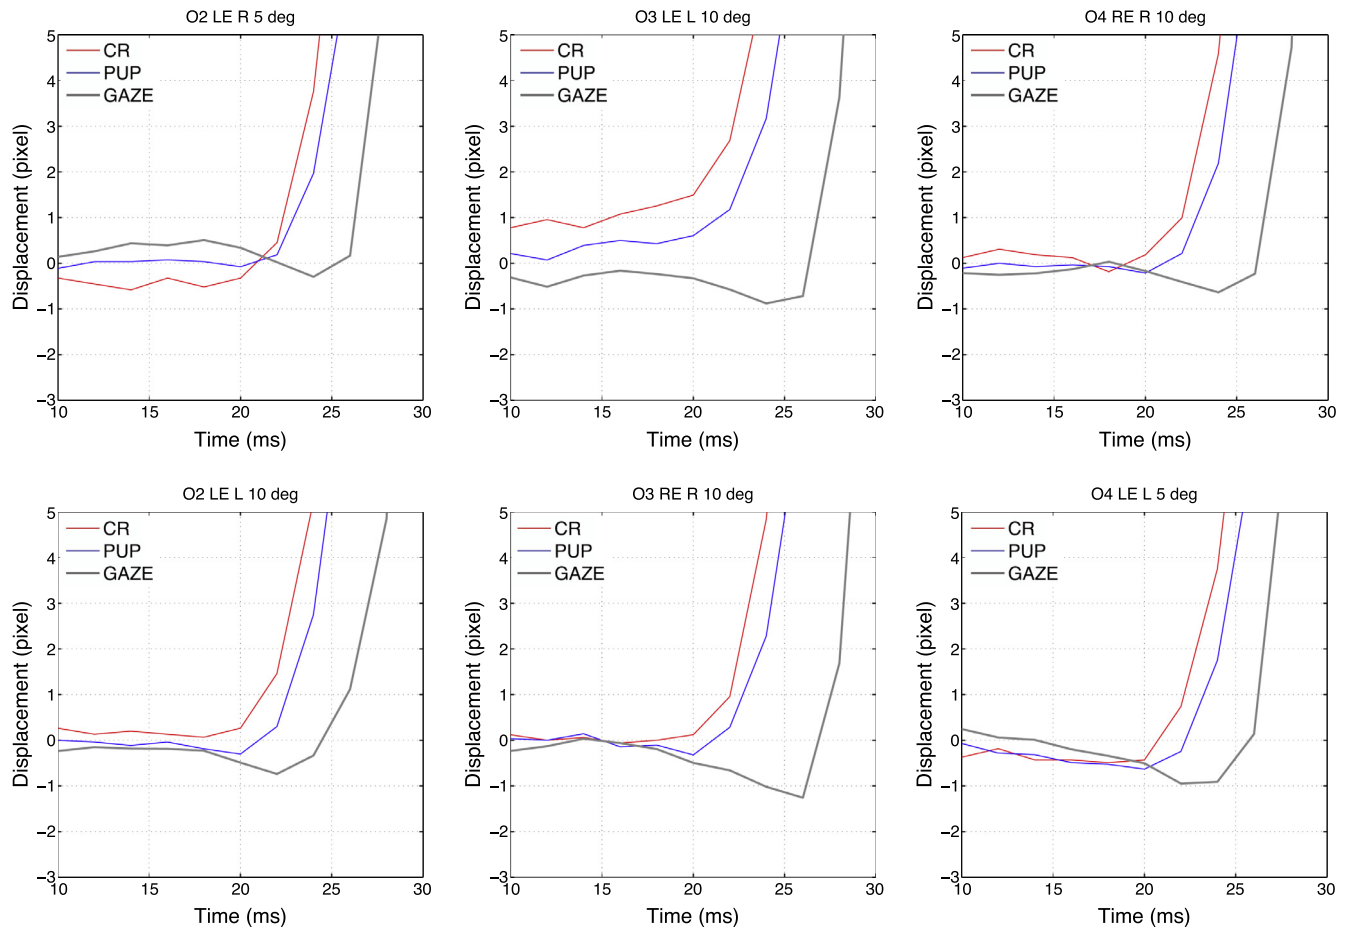 O2 LE R 5 deg
5
4
3
2
1
0
−1
−2
−3
CR
PUP
GAZE
Displacement (pixel)
10 15 20 25 30
Time (ms)
O3 LE L 10 deg
5
4
3
2
1
0
−1
−2
−3
CR
PUP
GAZE
Displacement (pixel)
10 15 20 25 30
Time (ms)
O4 RE R 10 deg
5
4
3
2
1
0
−1
−2
−3
CR
PUP
GAZE
Displacement (pixel)
10 15 20 25 30
Time (ms)
O2 LE L 10 deg
5
4
3
2
1
0
−1
−2
−3
CR
PUP
GAZE
Displacement (pixel)
10 15 20 25 30
Time (ms)
O3 RE R 10 deg
5
4
3
2
1
0
−1
−2
−3
CR
PUP
GAZE
Displacement (pixel)
10 15 20 25 30
Time (ms)
O4 LE L 5 deg
5
4
3
2
1
0
−1
−2
−3
CR
PUP
GAZE
Displacement (pixel)
10 15 20 25 30
Time (ms)